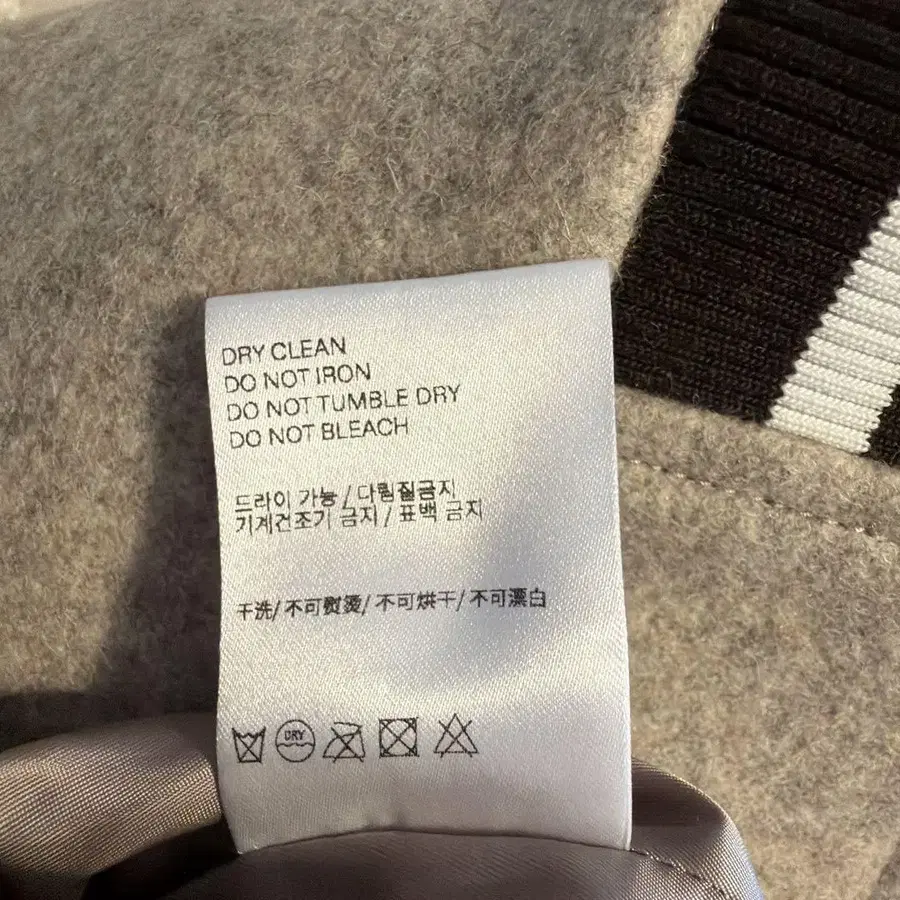 DRY CLEAN
DO NOT IRON
DO NOT TUMBLE DRY
DO NOT BLEACH
드라이 가능 / 다림질금지
기계건조기 금지 / 표백 금지
干洗/ 不可熨烫/ 不可烘干/ 不可漂白
DRY